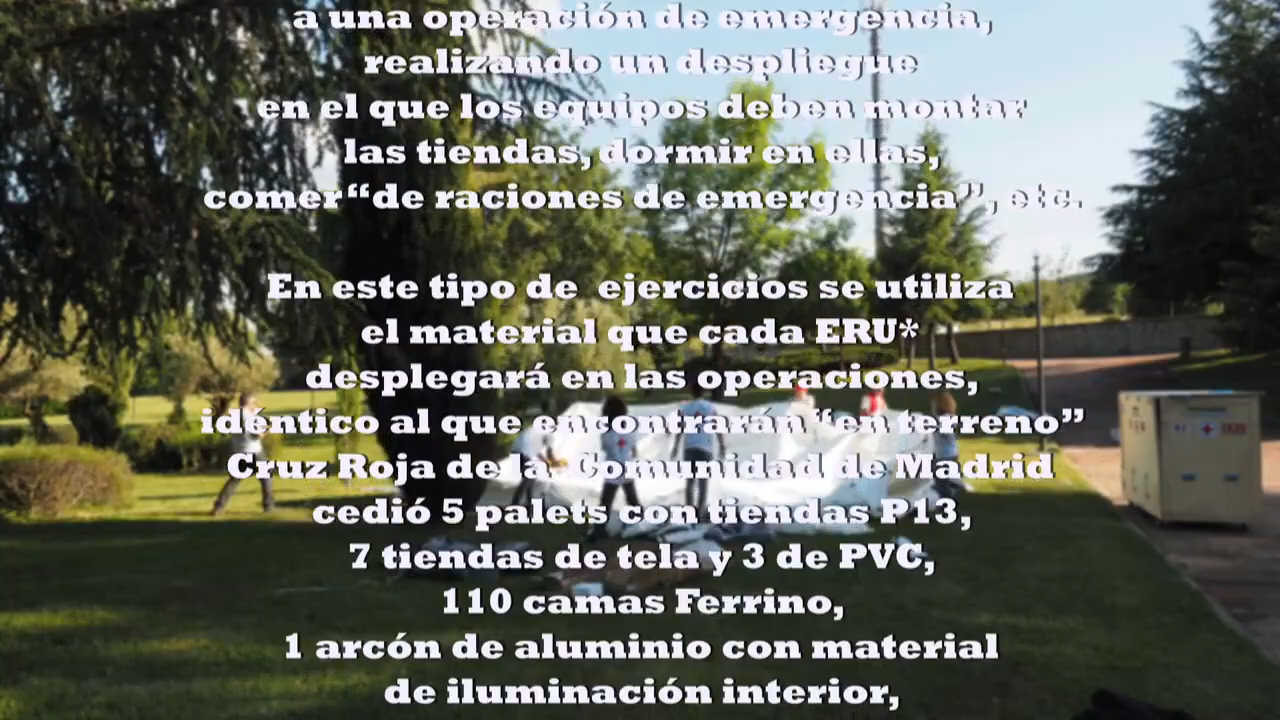 a una operación de emergencia,
realizando un despliegue
en el que los equipos deben montar
las tiendas, dormir en ellas,
comer “de raciones de emergencia”, etc.
En este tipo de ejercicios se utiliza
el material que cada ERU*
desplegará en las operaciones,
idéntico al que encontrarán “en terreno”
Cruz Roja de la Comunidad de Madrid
cedió 5 palets con tiendas P13,
7 tiendas de tela y 3 de PVC,
110 camas Ferrino,
1 arcón de aluminio con material
de iluminación interior,